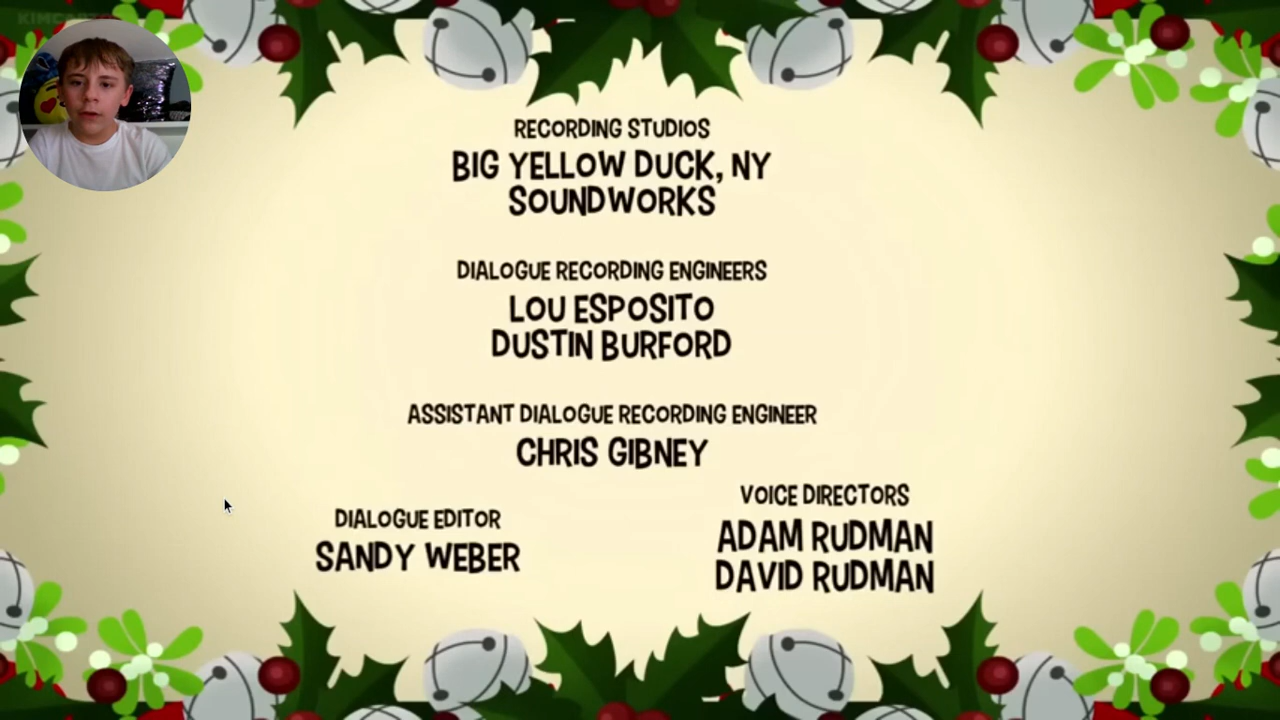 KIMCARTOON
RECORDING STUDIOS
BIG YELLOW DUCK, NY
SOUNDWORKS
DIALOGUE RECORDING ENGINEERS
LOU ESPOSITO
DUSTIN BURFORD
ASSISTANT DIALOGUE RECORDING ENGINEER
CHRIS GIBNEY
DIALOGUE EDITOR
SANDY WEBER
VOICE DIRECTORS
ADAM RUDMAN
DAVID RUDMAN